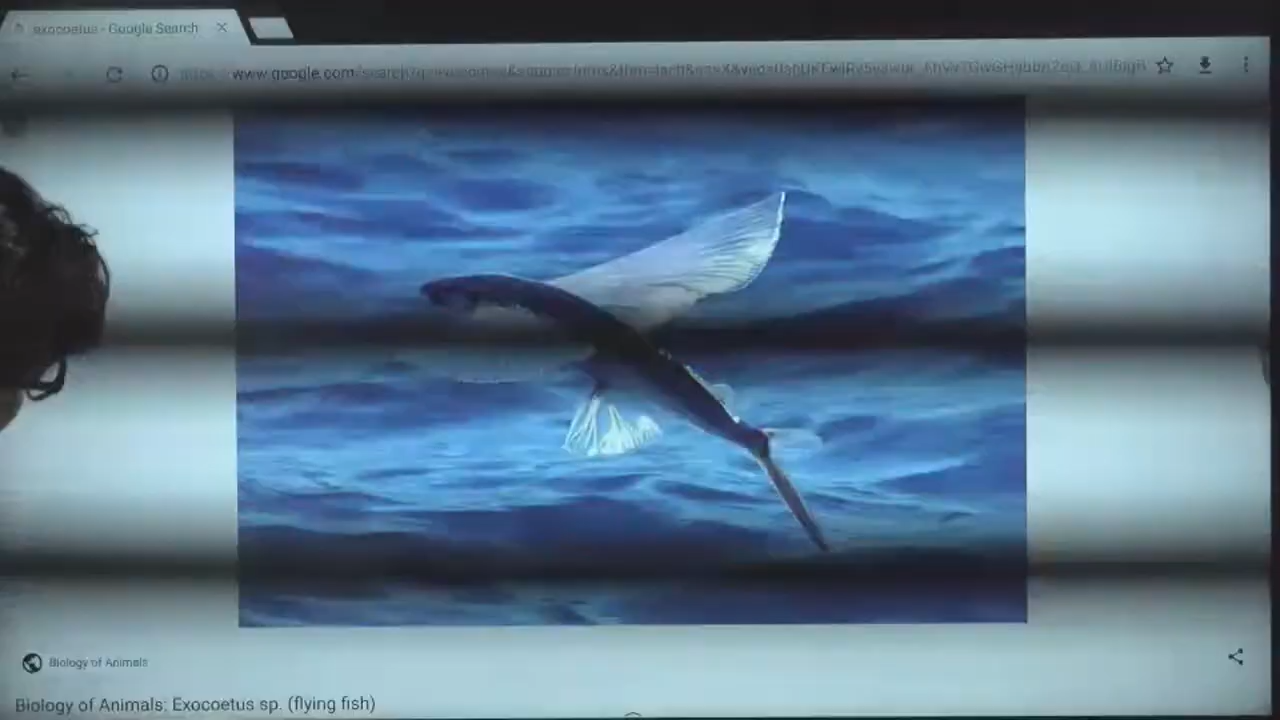 exocoetus - Google Search
www.google.com
Biology of Animals
Biology of Animals: Exocoetus sp. (flying fish)